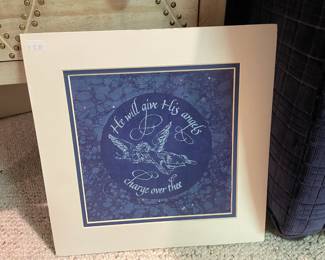 He will give His angels
charge over thee